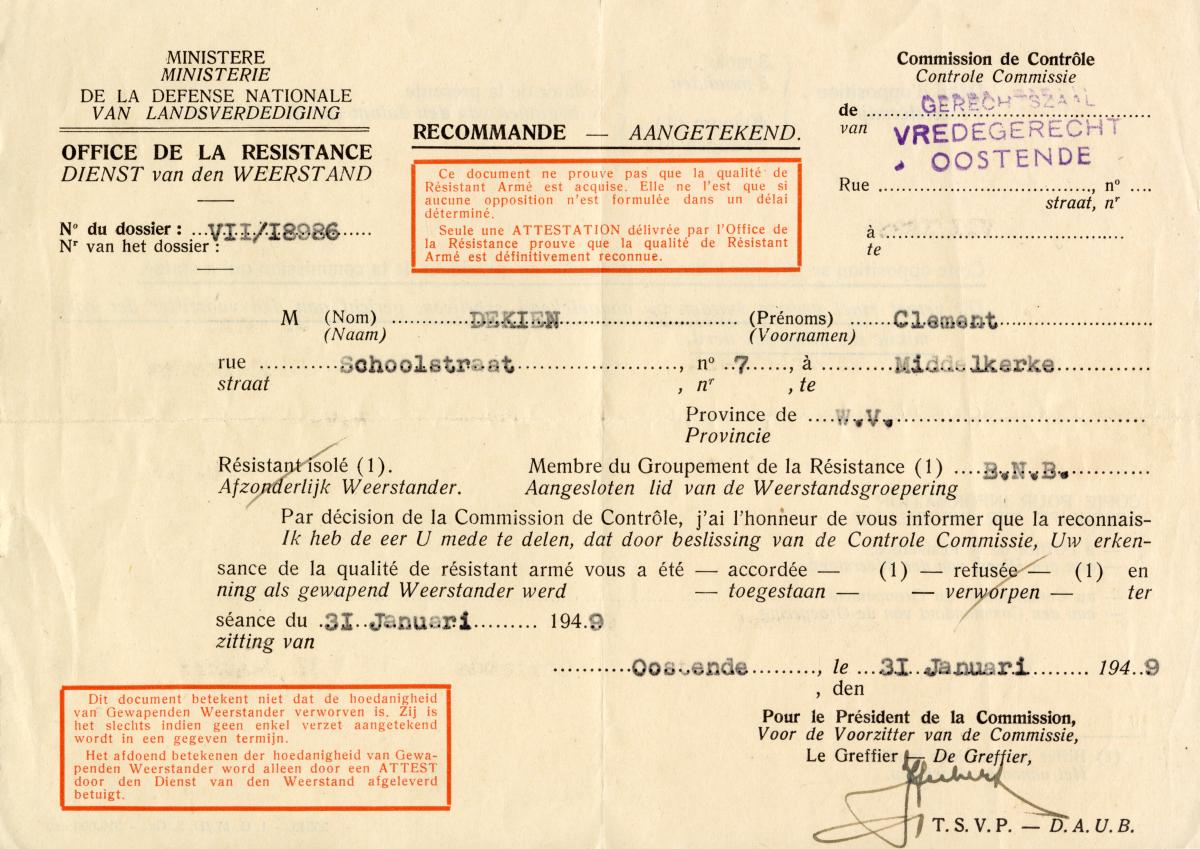 MINISTERE
MINISTERIE
DE LA DEFENSE NATIONALE
VAN LANDSVERDEDIGING
OFFICE DE LA RESISTANCE
DIENST van den WEERSTAND
Nº du dossier : ...VII/I8986....
Nʳ van het dossier :
RECOMMANDE — AANGETEKEND.
Ce document ne prouve pas que la qualité de
Résistant Armé est acquise. Elle ne l'est que si
aucune opposition n'est formulée dans un délai
déterminé.
Seule une ATTESTATION délivrée par l'Office de
la Résistance prouve que la qualité de Résistant
Armé est définitivement reconnue.
Commission de Contrôle
Controle Commissie
de GERECHTSZAAL
van VREDEGERECHT
OOSTENDE
Rue ........, nº ....
straat, nʳ
à ........
te
M (Nom) ........ DEKIEN ........ (Prénoms) ...... Clement ........
(Naam) (Voornamen)
rue ........ Schoolstraat ........, nº ..7......, à ........ Middelkerke ........
straat , nʳ , te
Province de .... W.V. ........
Provincie
Résistant isolé (1). Membre du Groupement de la Résistance (1) .... B.N.B. ........
Afzonderlijk Weerstander. Aangesloten lid van de Weerstandsgroepering
Par décision de la Commission de Contrôle, j'ai l'honneur de vous informer que la reconnais-
Ik heb de eer U mede te delen, dat door beslissing van de Controle Commissie, Uw erken-
sance de la qualité de résistant armé vous a été — accordée — (1) — refusée — (1) en
ning als gewapend Weerstander werd — toegestaan — — verworpen — ter
séance du .31 Januari ......... 194.9
zitting van
........ Oostende ........, le ...31 Januari ........ 194..9
, den
Dit document betekent niet dat de hoedanigheid
van Gewapenden Weerstander verworven is. Zij is
het slechts indien geen enkel verzet aangetekend
wordt in een gegeven termijn.
Het afdoend betekenen der hoedanigheid van Gewa-
penden Weerstander word alleen door een ATTEST
door den Dienst van den Weerstand afgeleverd
betuigt.
Pour le Président de la Commission,
Voor de Voorzitter van de Commissie,
Le Greffier — De Greffier,
T.S.V.P. — D.A.U.B.